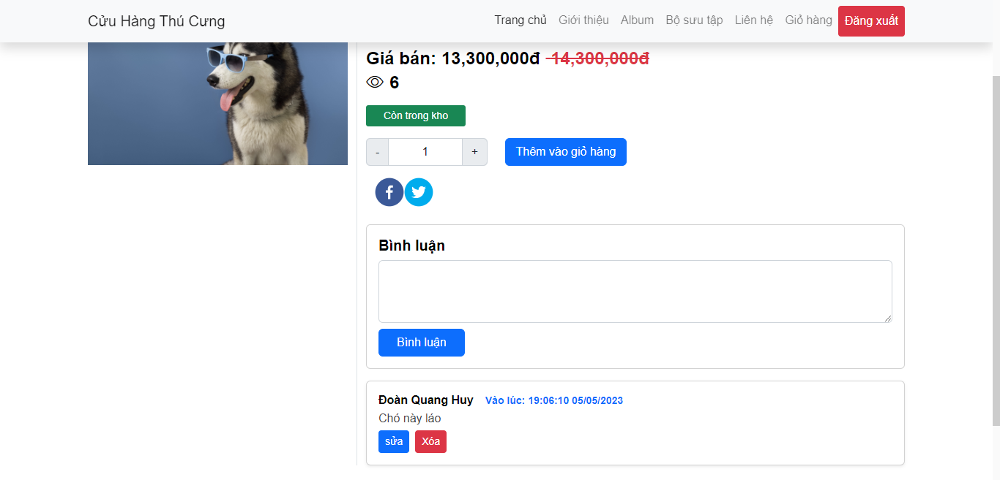 Cửu Hàng Thú Cưng
Trang chủ Giới thiệu Album Bộ sưu tập Liên hệ Giỏ hàng Đăng xuất
Giá bán: 13,300,000đ 14,300,000đ
6
Còn trong kho
- 1 + Thêm vào giỏ hàng
Bình luận
Bình luận
Đoàn Quang Huy Vào lúc: 19:06:10 05/05/2023
Chó này láo
sửa Xóa